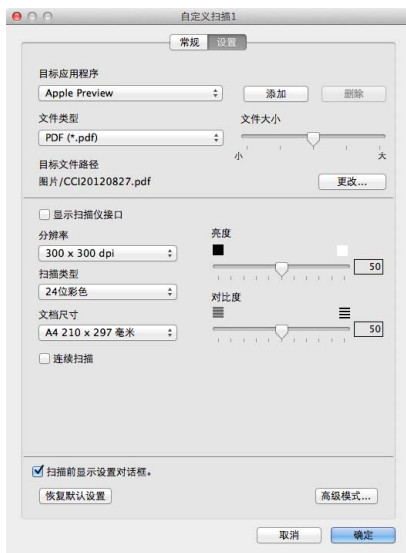 自定义扫描1
常规 设置
目标应用程序
Apple Preview 添加 删除
文件类型 文件大小
PDF (*.pdf)
小 大
目标文件路径
图片/CCI20120827.pdf 更改...
显示扫描仪接口
分辨率 亮度
300 x 300 dpi
50
扫描类型
24位彩色
对比度
文档尺寸
A4 210 x 297 毫米 50
连续扫描
扫描前显示设置对话框。
恢复默认设置 高级模式...
取消 确定